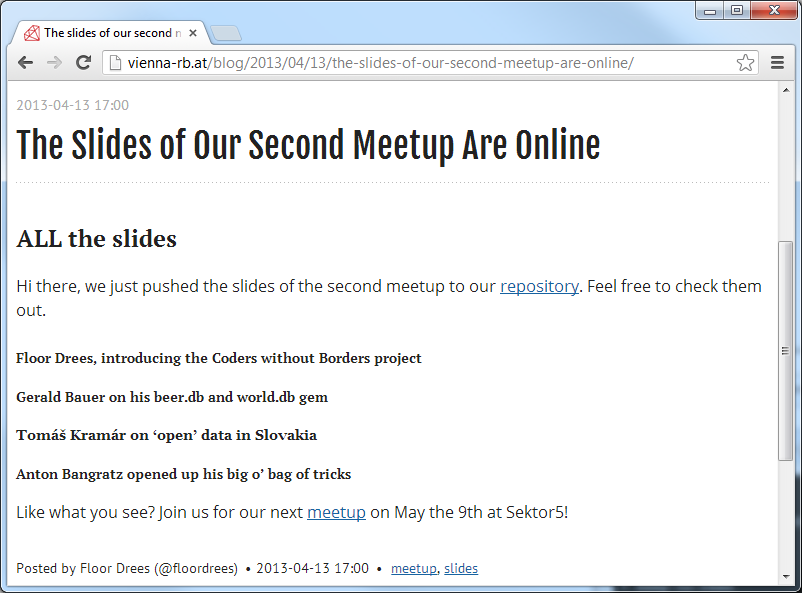 The slides of our second n
vienna-rb.at/blog/2013/04/13/the-slides-of-our-second-meetup-are-online/
2013-04-13 17:00
The Slides of Our Second Meetup Are Online
ALL the slides
Hi there, we just pushed the slides of the second meetup to our repository. Feel free to check them
out.
Floor Drees, introducing the Coders without Borders project
Gerald Bauer on his beer.db and world.db gem
Tomáš Kramár on ‘open’ data in Slovakia
Anton Bangratz opened up his big o’ bag of tricks
Like what you see? Join us for our next meetup on May the 9th at Sektor5!
Posted by Floor Drees (@floordrees) • 2013-04-13 17:00 • meetup, slides